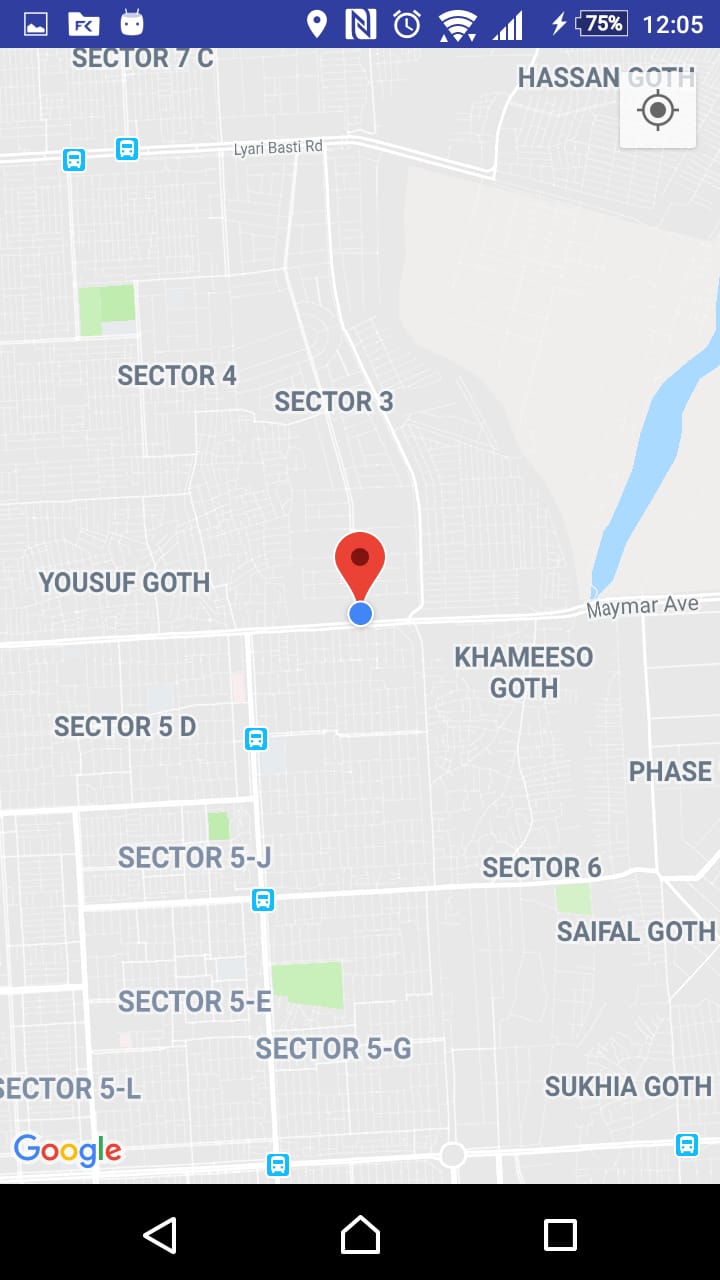 FK
75%
12:05
SECTOR 7 C
HASSAN GOTH
Lyari Basti Rd
SECTOR 4
SECTOR 3
YOUSUF GOTH
Maymar Ave
KHAMEESO
GOTH
SECTOR 5 D
PHASE
SECTOR 5-J
SECTOR 6
SAIFAL GOTH
SECTOR 5-E
SECTOR 5-G
SECTOR 5-L
SUKHIA GOTH
Google